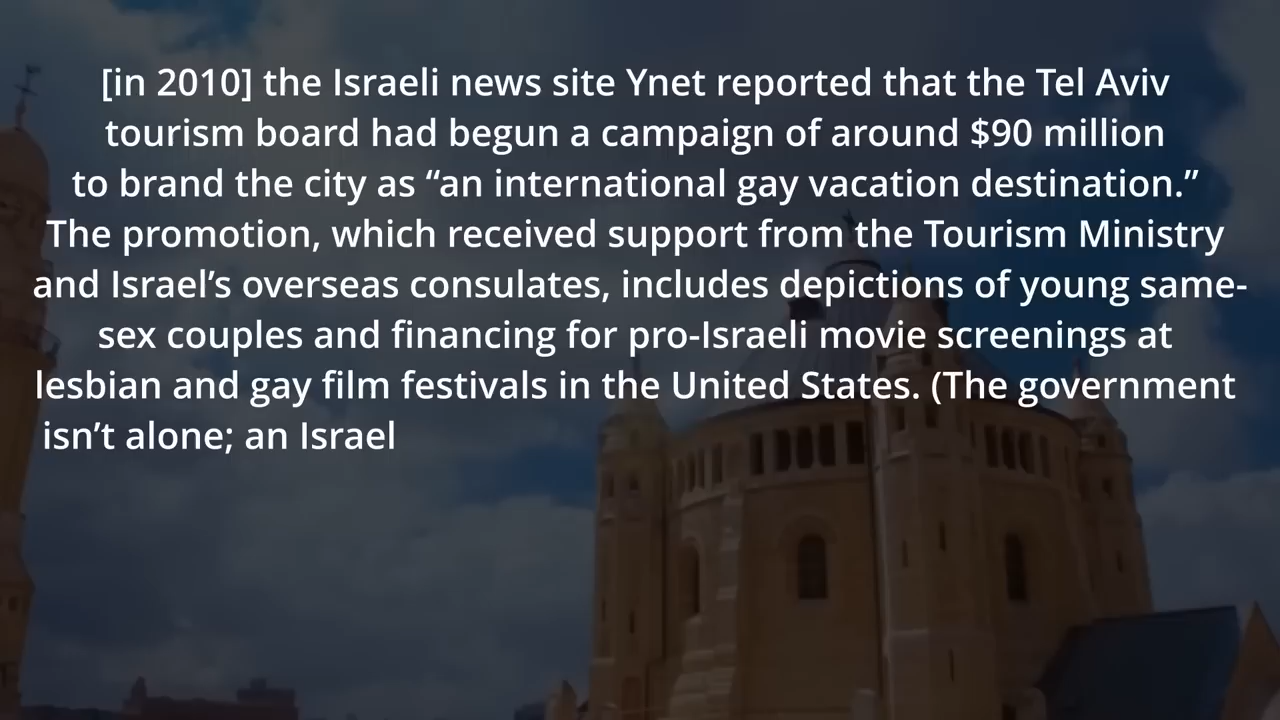 [in 2010] the Israeli news site Ynet reported that the Tel Aviv
tourism board had begun a campaign of around $90 million
to brand the city as “an international gay vacation destination.”
The promotion, which received support from the Tourism Ministry
and Israel’s overseas consulates, includes depictions of young same-
sex couples and financing for pro-Israeli movie screenings at
lesbian and gay film festivals in the United States. (The government
isn’t alone; an Israel